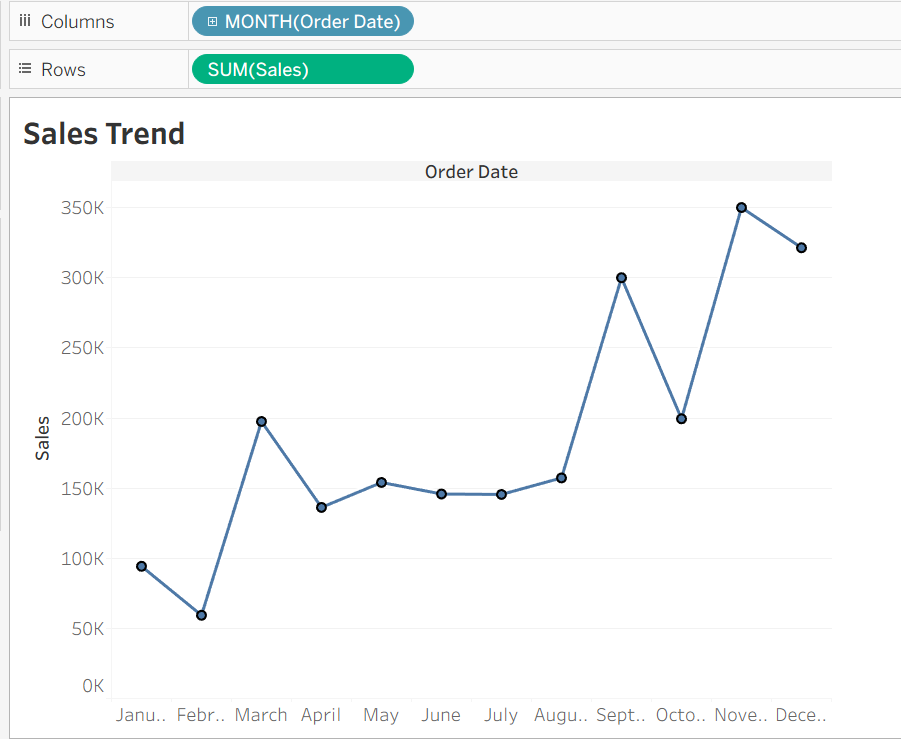 Columns
MONTH(Order Date)
Rows
SUM(Sales)
Sales Trend
Order Date
350K
300K
250K
200K
150K
100K
50K
0K
Sales
Janu.. Febr.. March April May June July Augu.. Sept.. Octo.. Nove.. Dece..